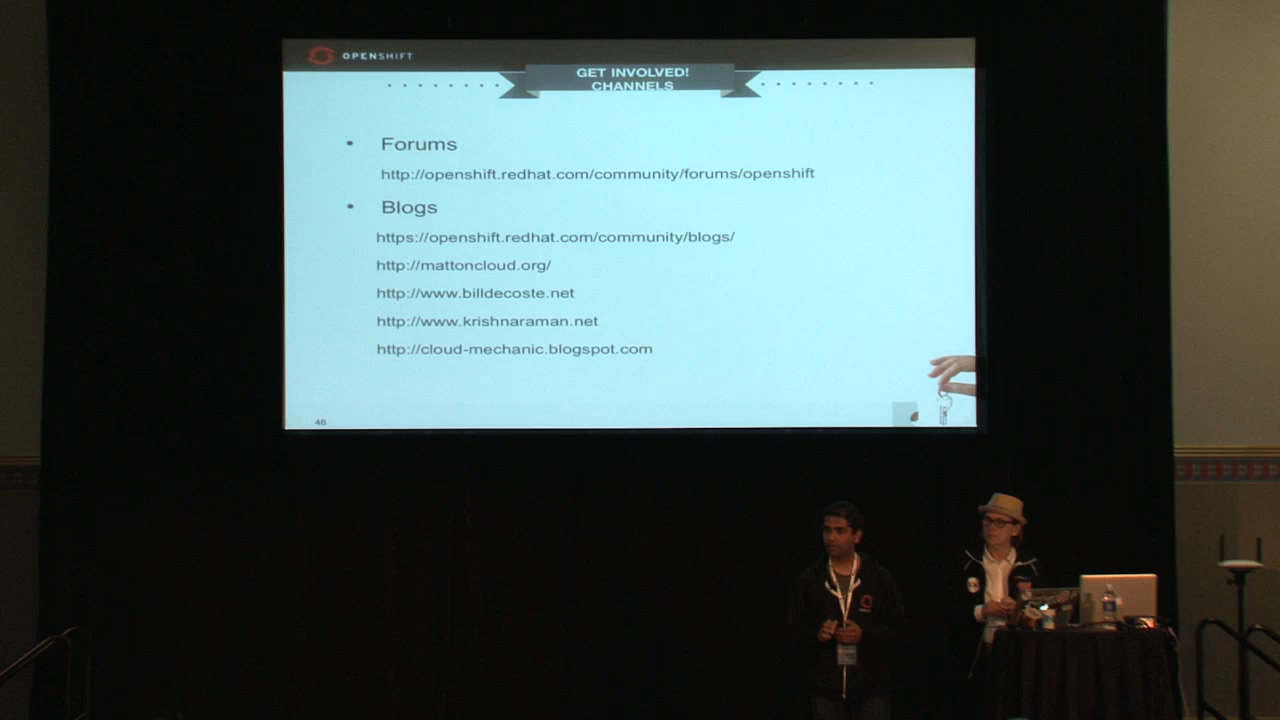 OPENSHIFT
GET INVOLVED!
CHANNELS
• Forums
http://openshift.redhat.com/community/forums/openshift
• Blogs
https://openshift.redhat.com/community/blogs/
http://mattoncloud.org/
http://www.billdecoste.net
http://www.krishnaraman.net
http://cloud-mechanic.blogspot.com
46